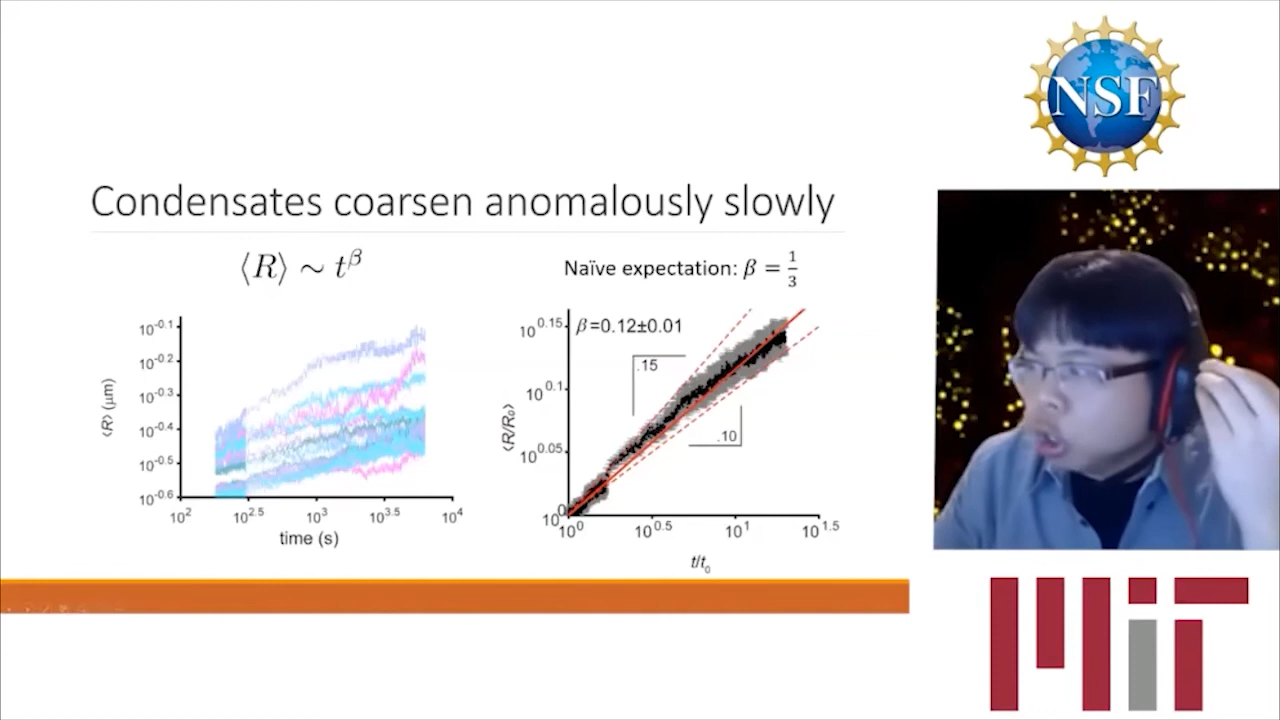 NSF
Condensates coarsen anomalously slowly
⟨R⟩ ∼ t^β
Naïve expectation: β = 1/3
10^-0.1
10^-0.2
10^-0.3
10^-0.4
10^-0.5
10^-0.6
⟨R⟩ (μm)
10^2 10^2.5 10^3 10^3.5 10^4
time (s)
β=0.12±0.01
10^0.15
10^0.1
10^0.05
10^0
⟨R/R₀⟩
.15
.10
10^0 10^0.5 10^1 10^1.5
t/t₀
MIT